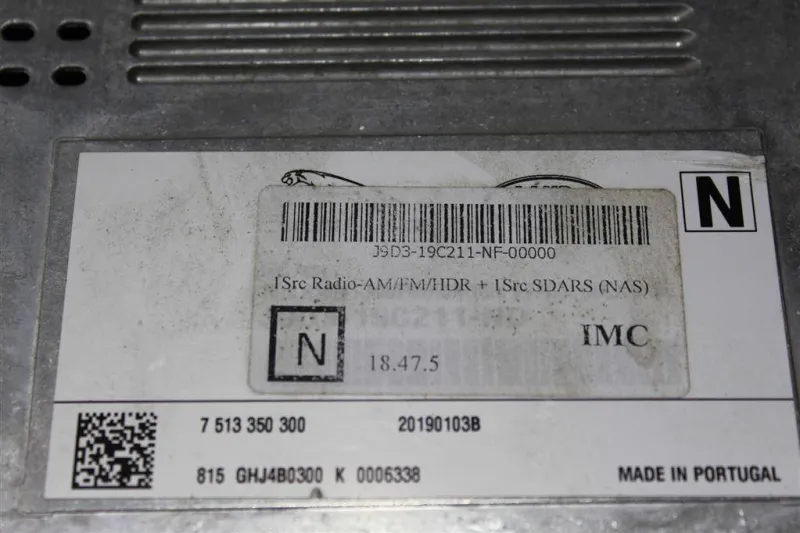 N
J9D3-19C211-NF-00000
1Src Radio-AM/FM/HDR + 1Src SDARS (NAS)
N
18.47.5
IMC
7 513 350 300
20190103B
815 GHJ4B0300 K 0006338
MADE IN PORTUGAL